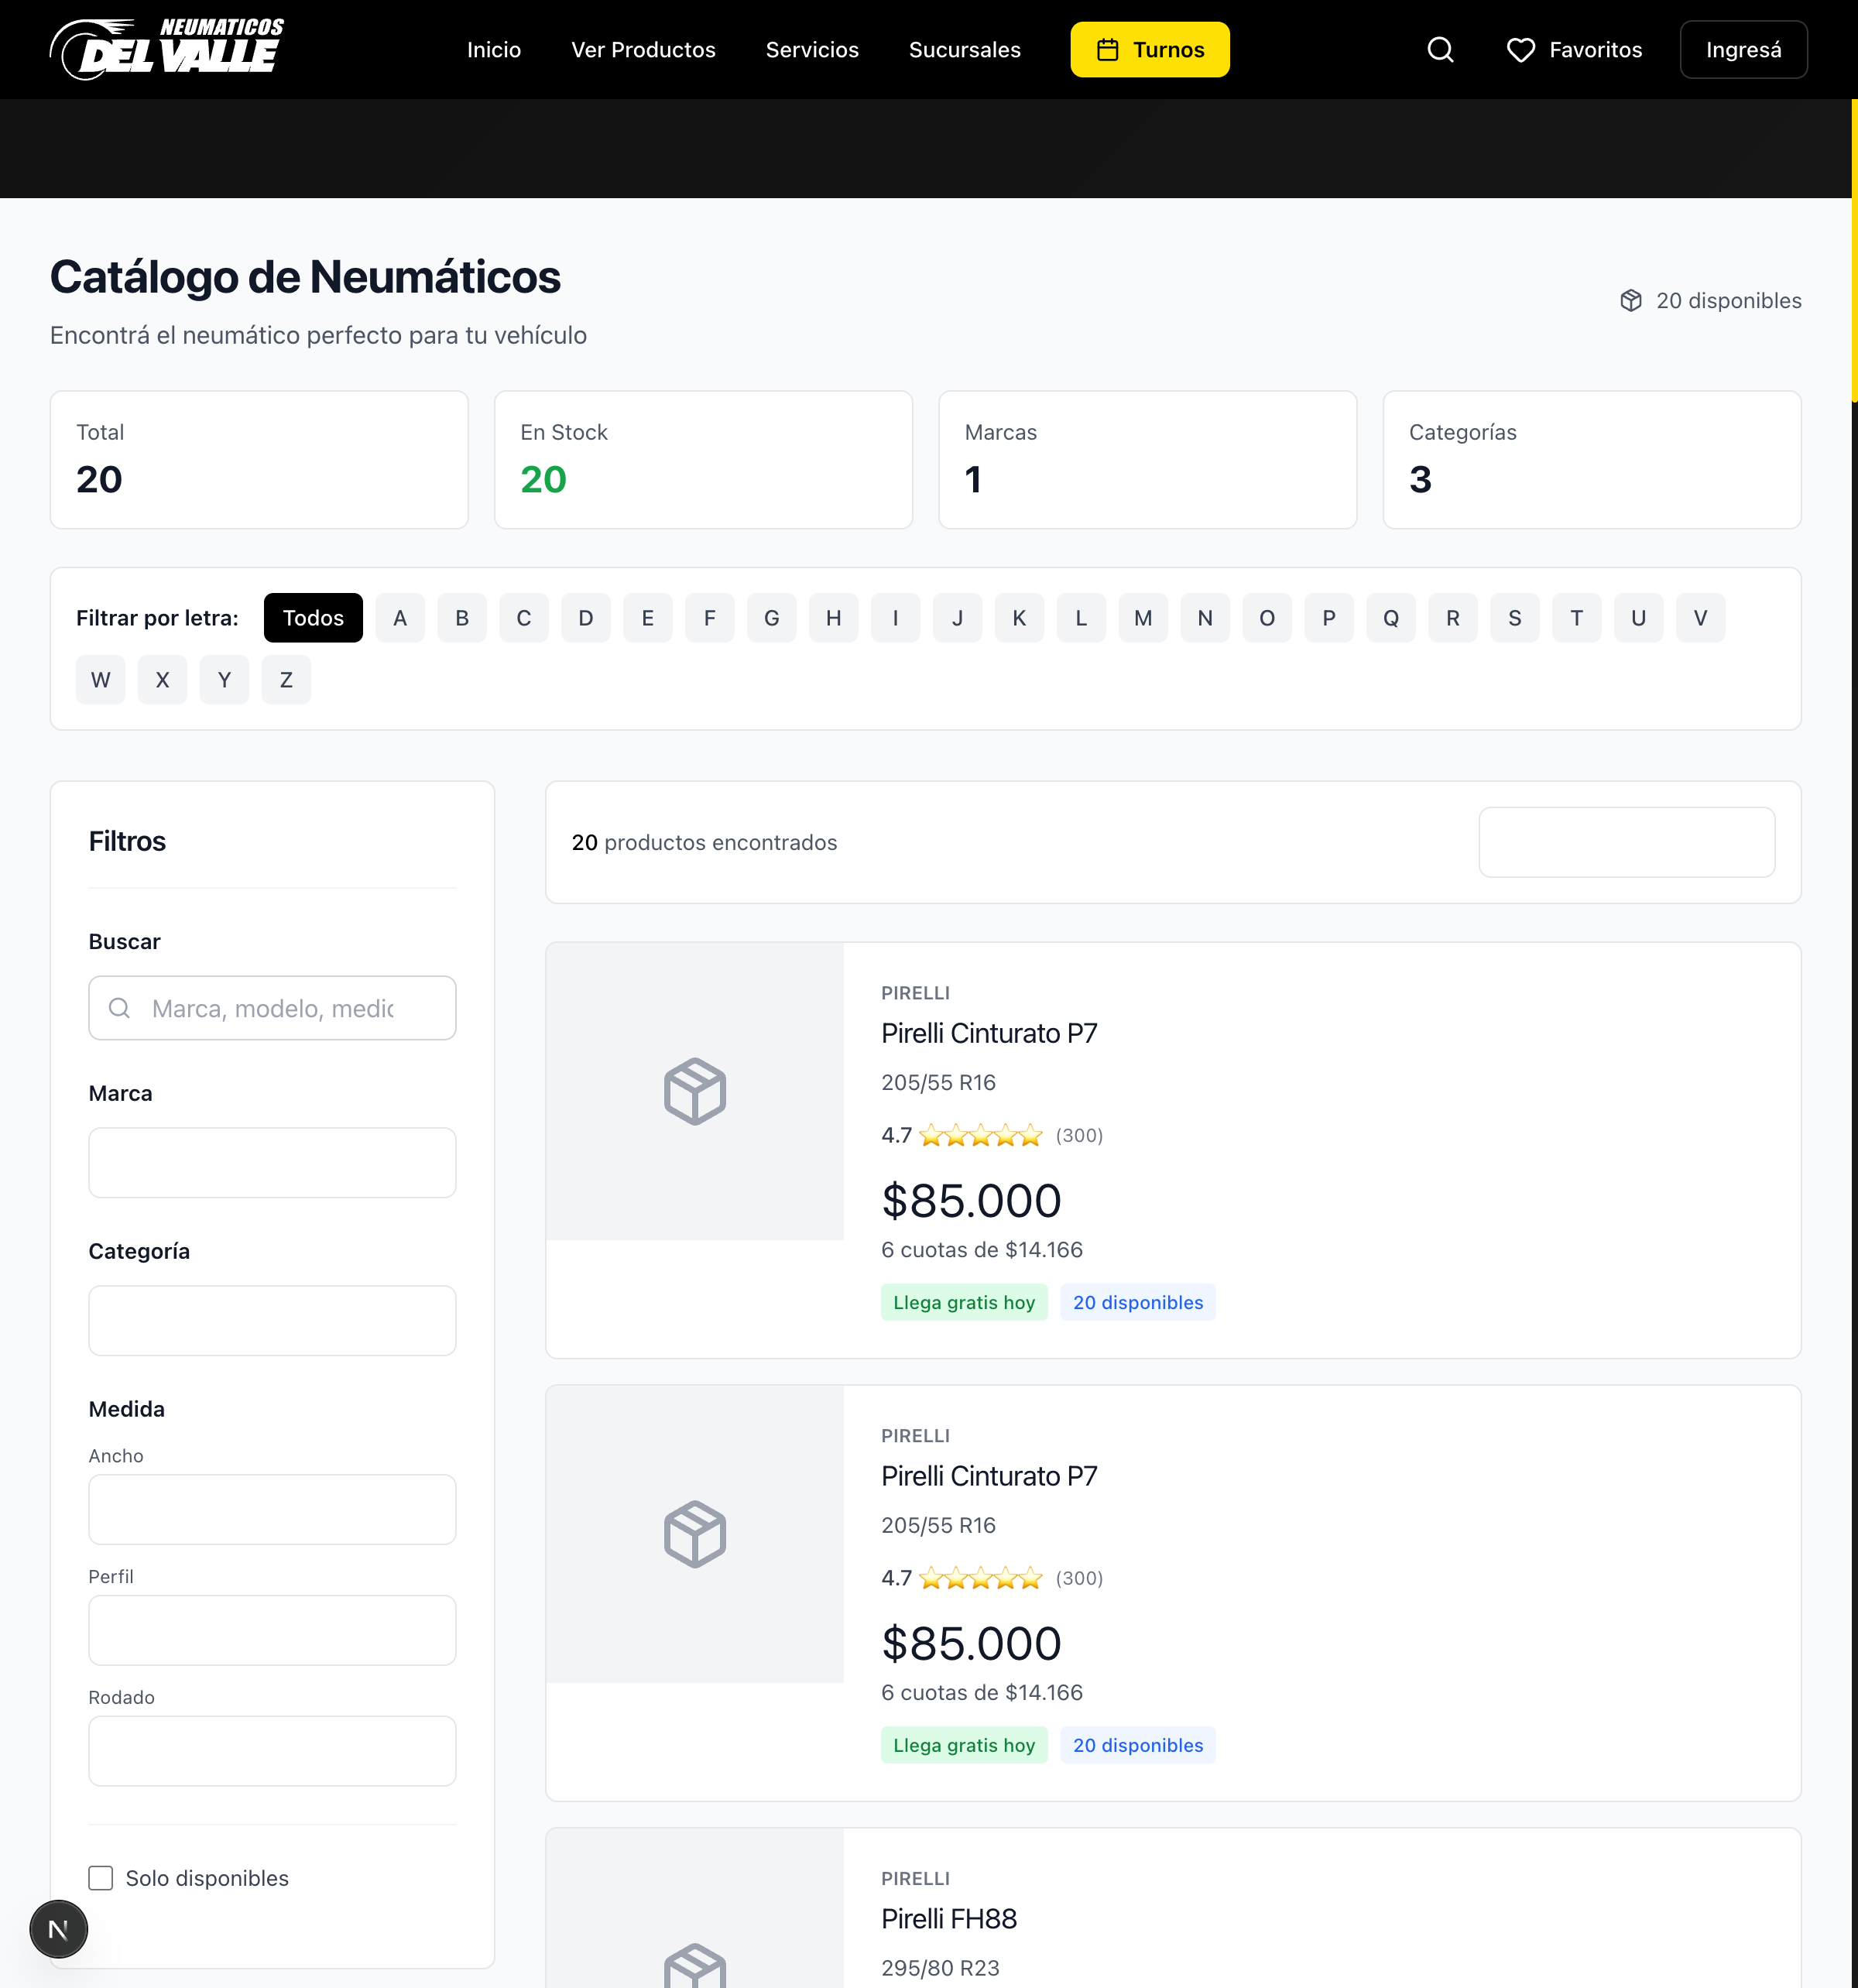 NEUMATICOS
DEL VALLE
Inicio
Ver Productos
Servicios
Sucursales
Turnos
Favoritos
Ingresá
Catálogo de Neumáticos
Encontrá el neumático perfecto para tu vehículo
20 disponibles
Total
20
En Stock
20
Marcas
1
Categorías
3
Filtrar por letra:
Todos A B C D E F G H I J K L M N O P Q R S T U V
W X Y Z
Filtros
Buscar
Marca, modelo, medic
Marca
Categoría
Medida
Ancho
Perfil
Rodado
Solo disponibles
N
20 productos encontrados
PIRELLI
Pirelli Cinturato P7
205/55 R16
4.7 (300)
$85.000
6 cuotas de $14.166
Llega gratis hoy
20 disponibles
PIRELLI
Pirelli Cinturato P7
205/55 R16
4.7 (300)
$85.000
6 cuotas de $14.166
Llega gratis hoy
20 disponibles
PIRELLI
Pirelli FH88
295/80 R23